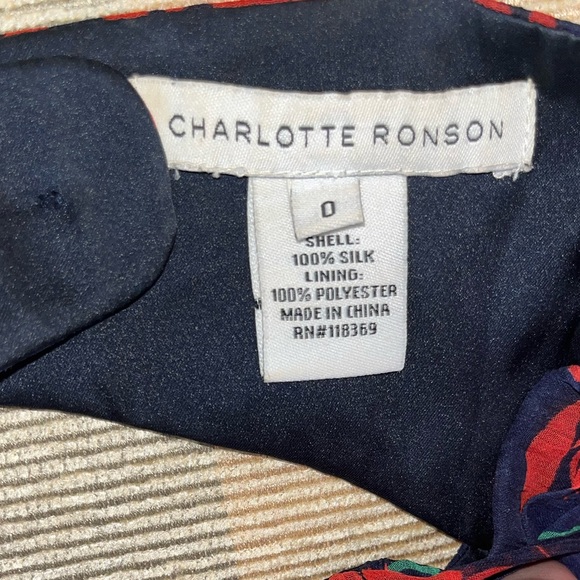 CHARLOTTE RONSON
0
SHELL:
100% SILK
LINING:
100% POLYESTER
MADE IN CHINA
RN#118369